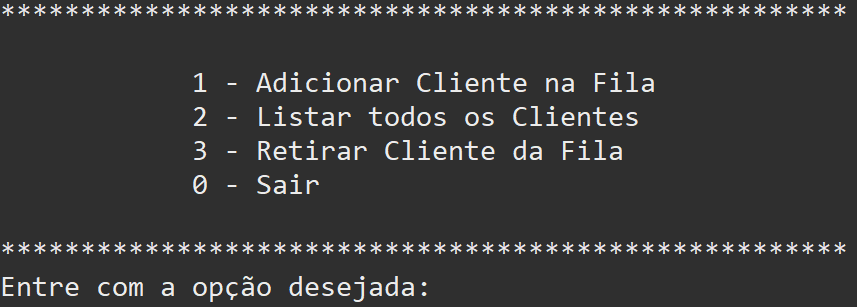 *****************************************************
1 - Adicionar Cliente na Fila
2 - Listar todos os Clientes
3 - Retirar Cliente da Fila
0 - Sair
*****************************************************
Entre com a opção desejada: